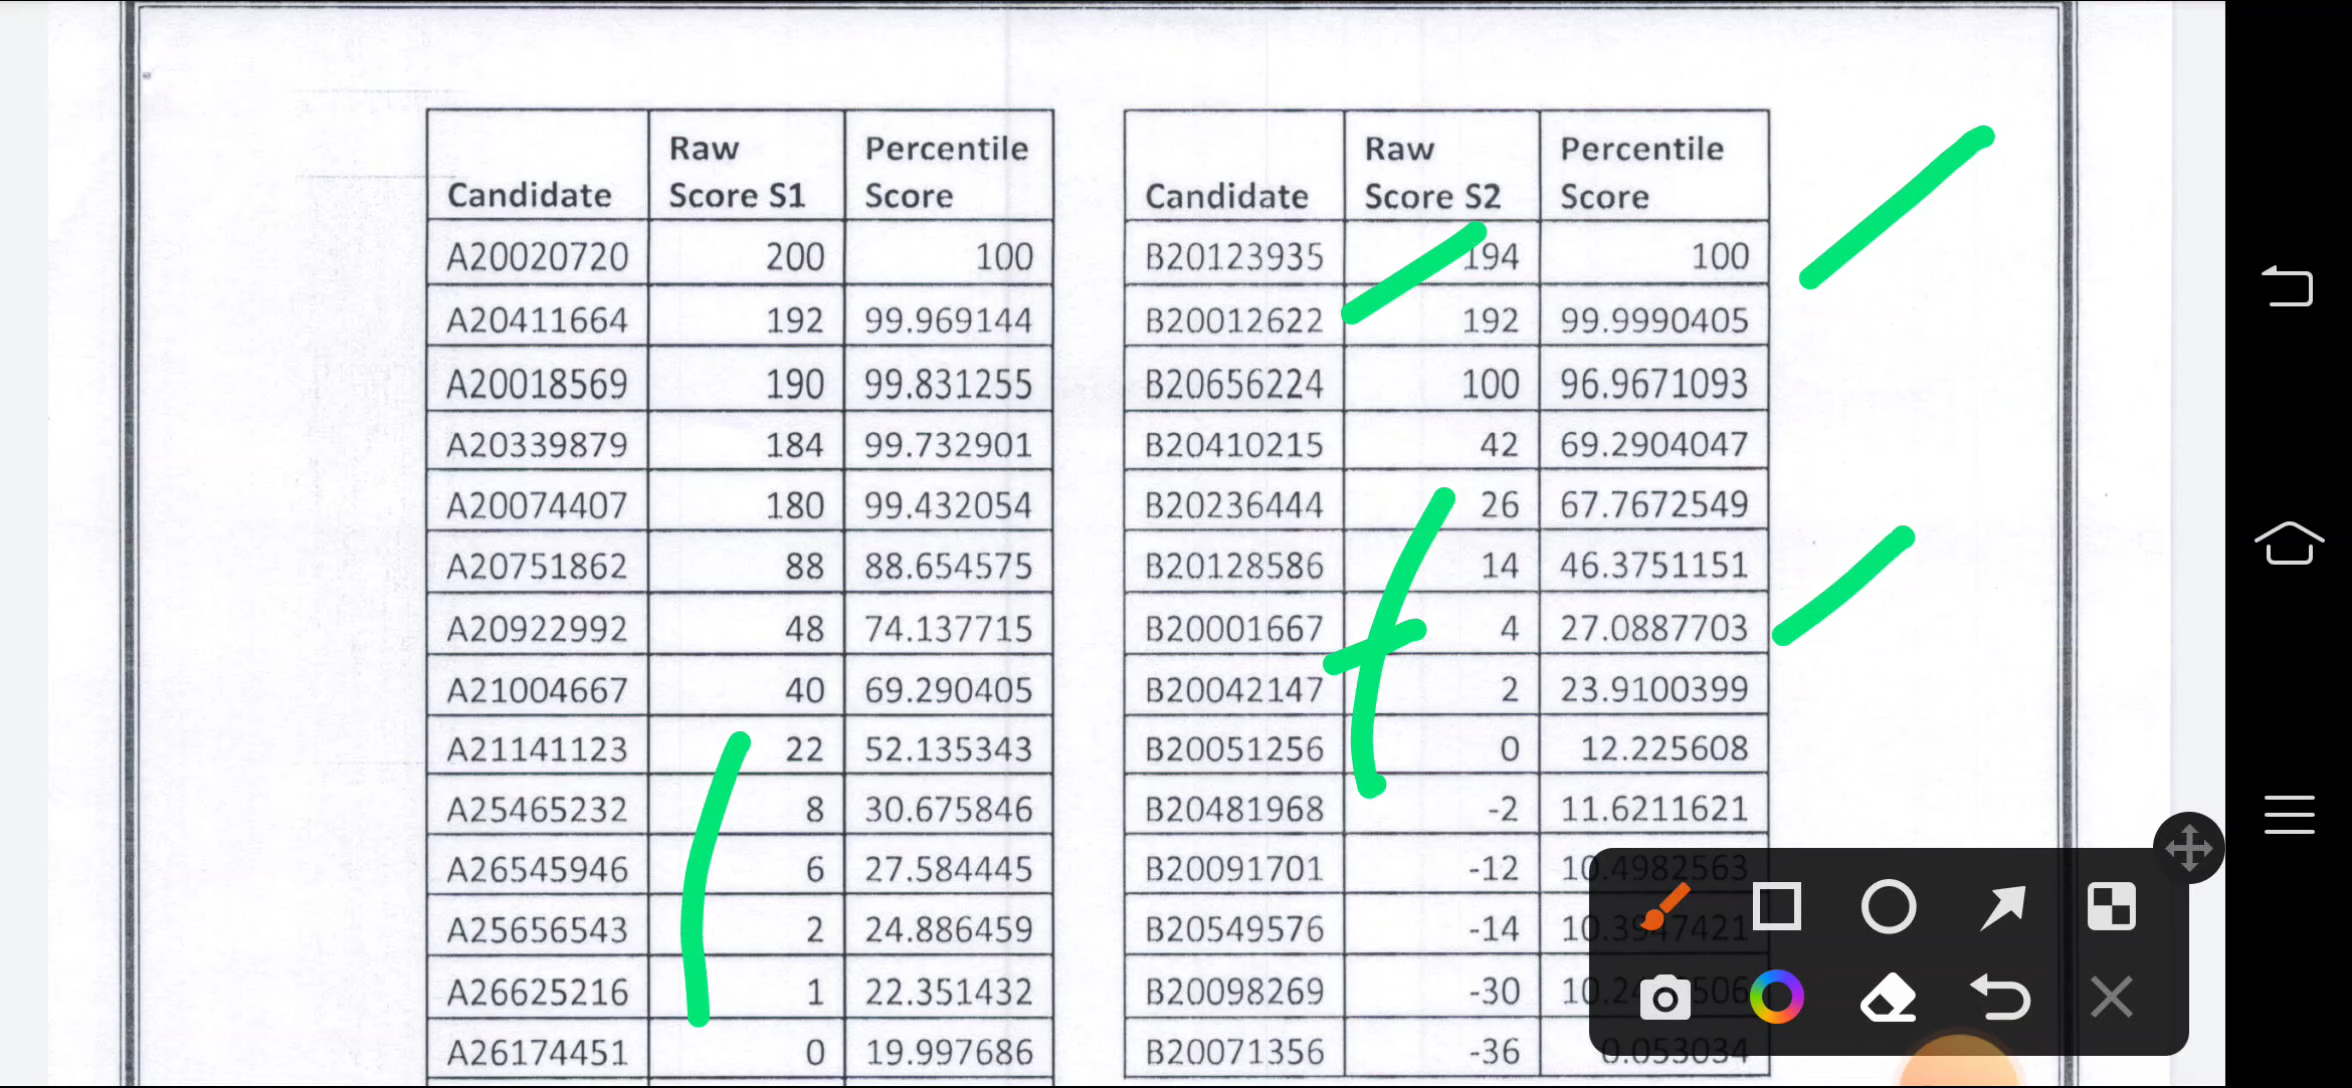 Candidate Raw Score S1 Percentile Score
A20020720 200 100
A20411664 192 99.969144
A20018569 190 99.831255
A20339879 184 99.732901
A20074407 180 99.432054
A20751862 88 88.654575
A20922992 48 74.137715
A21004667 40 69.290405
A21141123 22 52.135343
A25465232 8 30.675846
A26545946 6 27.584445
A25656543 2 24.886459
A26625216 1 22.351432
A26174451 0 19.997686
Candidate Raw Score S2 Percentile Score
B20123935 194 100
B20012622 192 99.9990405
B20656224 100 96.9671093
B20410215 42 69.2904047
B20236444 26 67.7672549
B20128586 14 46.3751151
B20001667 4 27.0887703
B20042147 2 23.9100399
B20051256 0 12.225608
B20481968 -2 11.6211621
B20091701 -12 10.4982563
B20549576 -14 10.3947421
B20098269 -30
B20071356 -36 0.053034